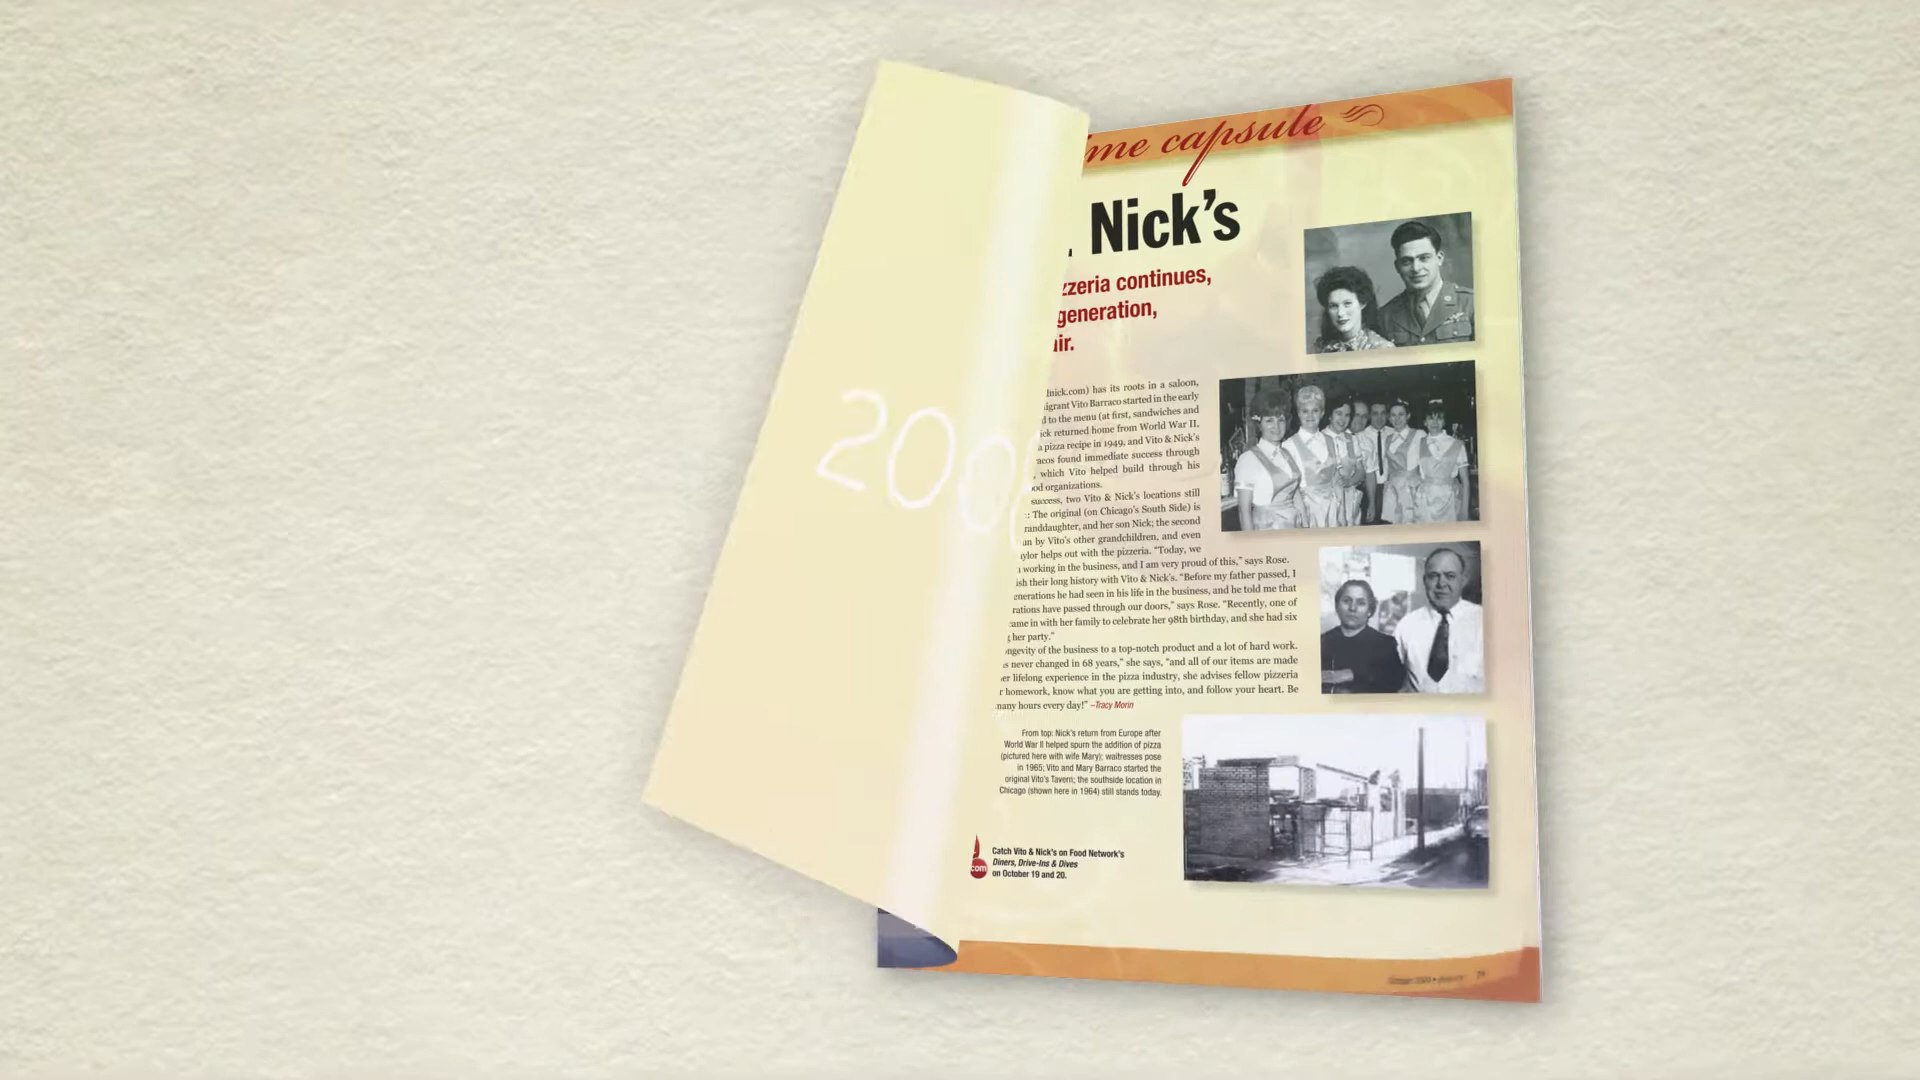 me capsule
Nick's
zzeria continues,
generation,
air.
200
lnick.com) has its roots in a saloon,
igrant Vito Barraco started in the early
d to the menu (at first, sandwiches and
ick returned home from World War II,
a pizza recipe in 1949, and Vito & Nick's
acos found immediate success through
, which Vito helped build through his
od organizations.
success, two Vito & Nick's locations still
: The original (on Chicago's South Side) is
randdaughter, and her son Nick; the second
an by Vito's other grandchildren, and even
aylor helps out with the pizzeria. "Today, we
working in the business, and I am very proud of this," says Rose.
ish their long history with Vito & Nick's. "Before my father passed, I
enerations he had seen in his life in the business, and he told me that
rations have passed through our doors," says Rose. "Recently, one of
came in with her family to celebrate her 98th birthday, and she had six
g her party."
ongevity of the business to a top-notch product and a lot of hard work.
s never changed in 68 years," she says, "and all of our items are made
er lifelong experience in the pizza industry, she advises fellow pizzeria
r homework, know what you are getting into, and follow your heart. Be
many hours every day!" –Tracy Morin
From top: Nick's return from Europe after
World War II helped spurn the addition of pizza
(pictured here with wife Mary); waitresses pose
in 1965; Vito and Mary Barraco started the
original Vito's Tavern; the southside location in
Chicago (shown here in 1964) still stands today.
com
Catch Vito & Nick's on Food Network's
Diners, Drive-Ins & Dives
on October 19 and 20.